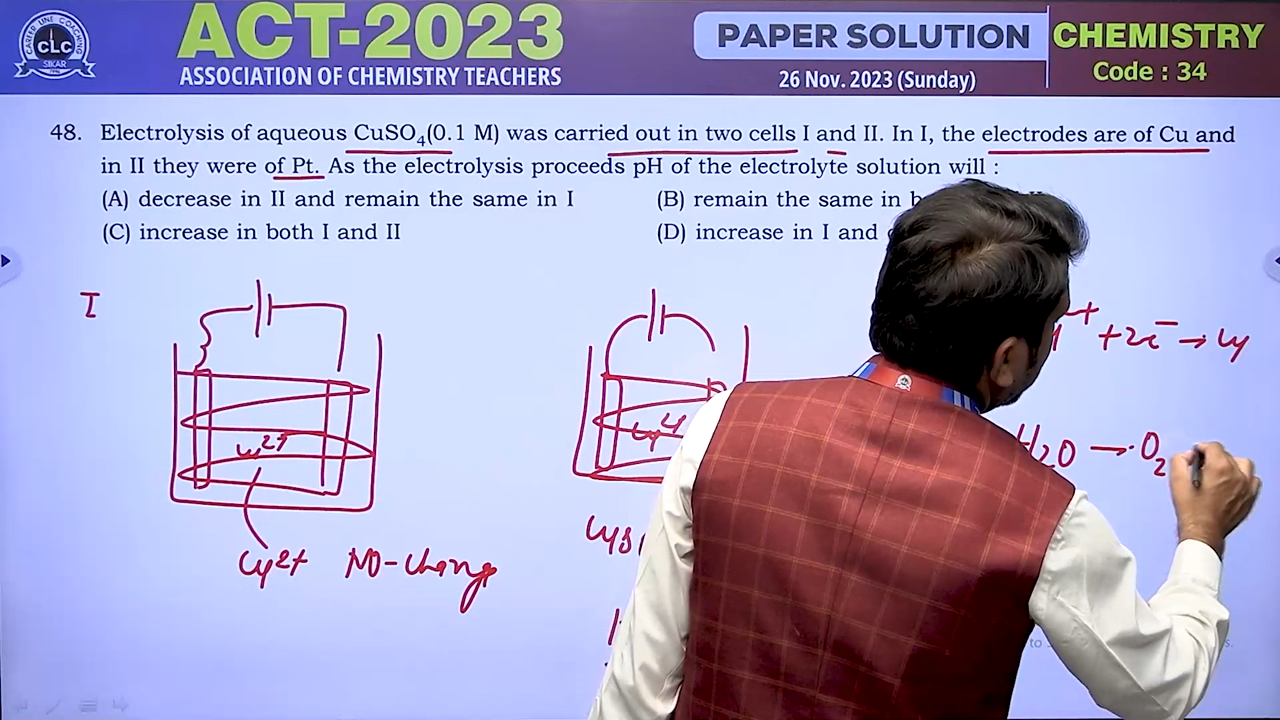 CAREER LINE COACHING
CLC
SIKAR
ACT-2023
ASSOCIATION OF CHEMISTRY TEACHERS
PAPER SOLUTION
26 Nov. 2023 (Sunday)
CHEMISTRY
Code : 34
48. Electrolysis of aqueous CuSO₄(0.1 M) was carried out in two cells I and II. In I, the electrodes are of Cu and
in II they were of Pt. As the electrolysis proceeds pH of the electrolyte solution will :
(A) decrease in II and remain the same in I
(B) remain the same in b
(C) increase in both I and II
(D) increase in I and
I
+2e⁻ → Cu
Cu²⁺
H₂O → O₂
Cu²⁺ NO-Change